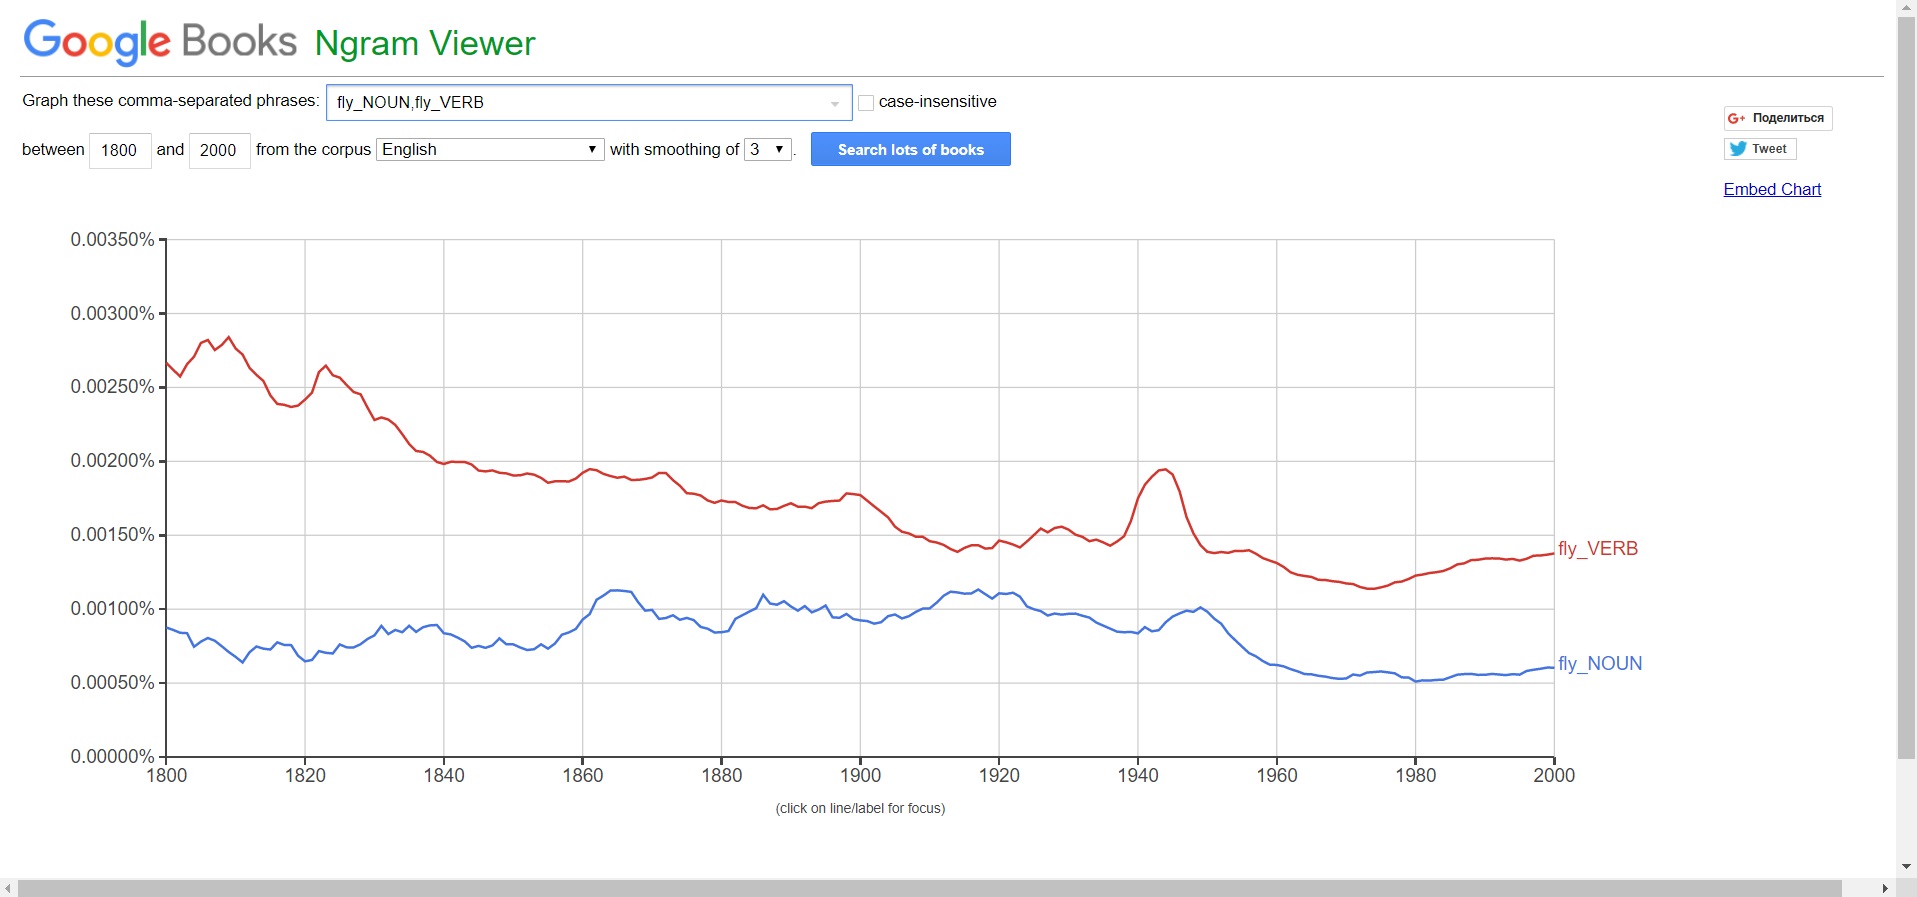 Google Books Ngram Viewer
Graph these comma-separated phrases: fly_NOUN,fly_VERB case-insensitive
between 1800 and 2000 from the corpus English with smoothing of 3 . Search lots of books
G+ Поделиться
Tweet
Embed Chart
0.00350%
0.00300%
0.00250%
0.00200%
0.00150%
0.00100%
0.00050%
0.00000%
fly_VERB
fly_NOUN
1800 1820 1840 1860 1880 1900 1920 1940 1960 1980 2000
(click on line/label for focus)